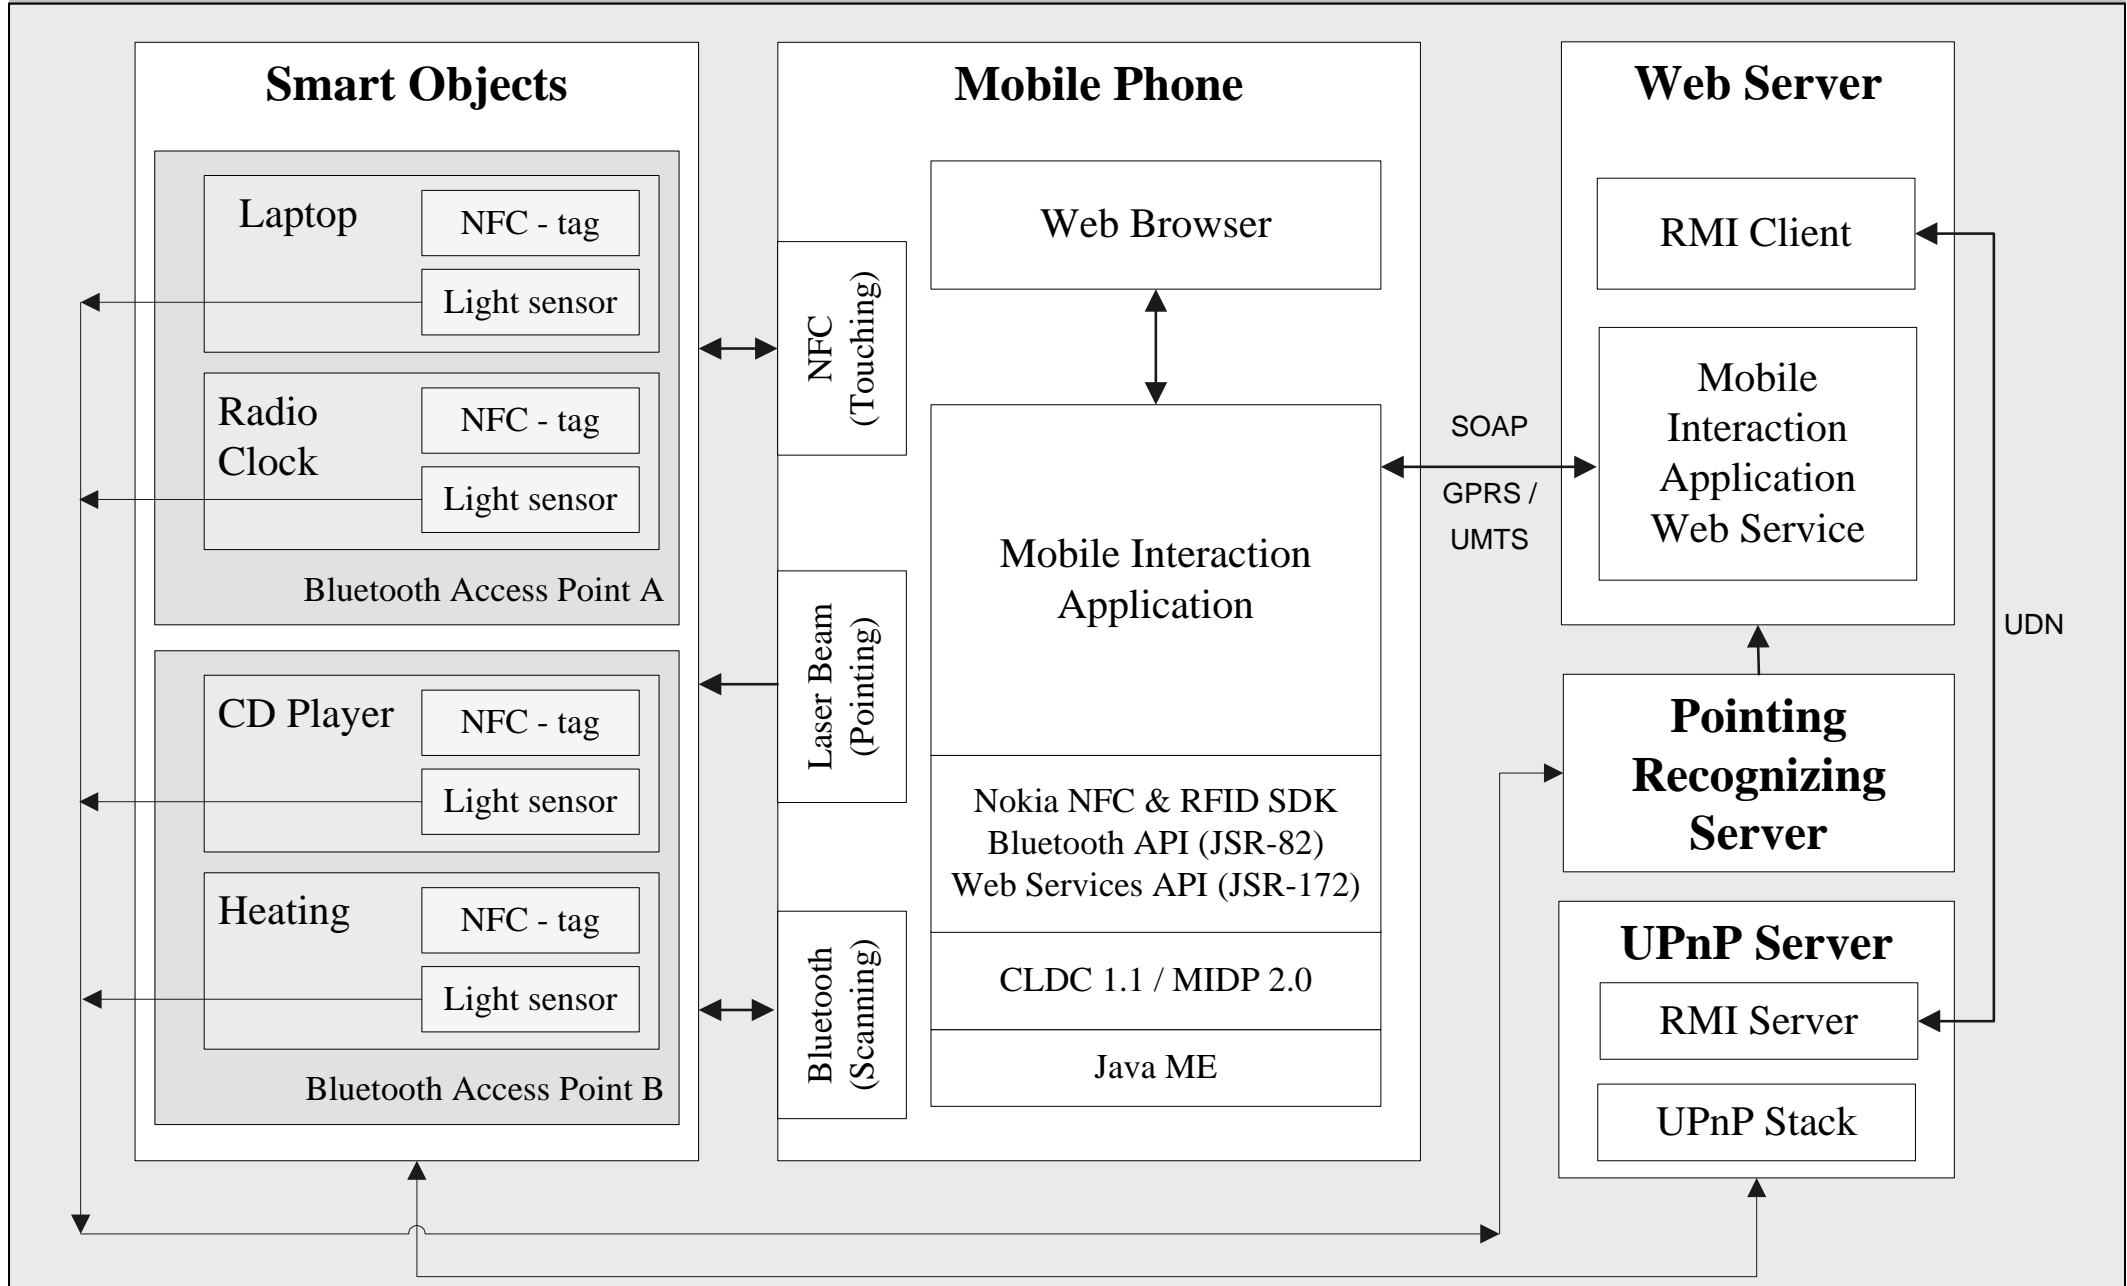 Smart Objects
Laptop
NFC - tag
Light sensor
Radio
Clock
NFC - tag
Light sensor
Bluetooth Access Point A
CD Player
NFC - tag
Light sensor
Heating
NFC - tag
Light sensor
Bluetooth Access Point B
Mobile Phone
NFC
(Touching)
Laser Beam
(Pointing)
Bluetooth
(Scanning)
Web Browser
Mobile Interaction
Application
Nokia NFC & RFID SDK
Bluetooth API (JSR-82)
Web Services API (JSR-172)
CLDC 1.1 / MIDP 2.0
Java ME
SOAP
GPRS /
UMTS
Web Server
RMI Client
Mobile
Interaction
Application
Web Service
UDN
Pointing
Recognizing
Server
UPnP Server
RMI Server
UPnP Stack